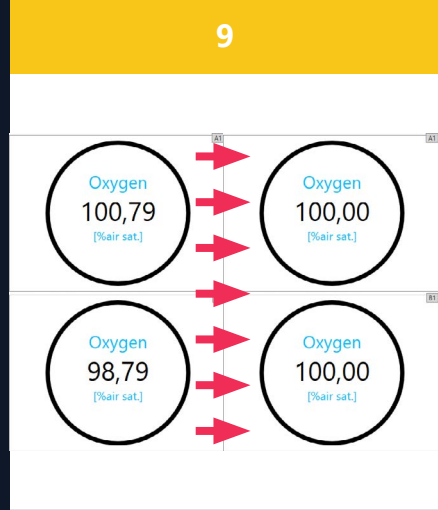 9
A1
A1
Oxygen
100,79
[%air sat.]
Oxygen
100,00
[%air sat.]
B1
Oxygen
98,79
[%air sat.]
Oxygen
100,00
[%air sat.]